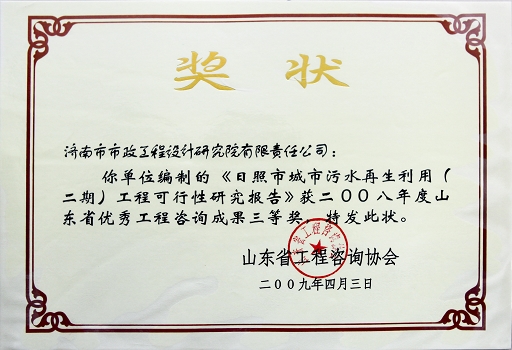 奖状
济南市市政工程设计研究院有限责任公司：
你单位编制的《日照市城市污水再生利用（
二期）工程可行性研究报告》获二〇〇八年度山
东省优秀工程咨询成果三等奖，特发此状。
山东省工程咨询协会
二〇〇九年四月三日